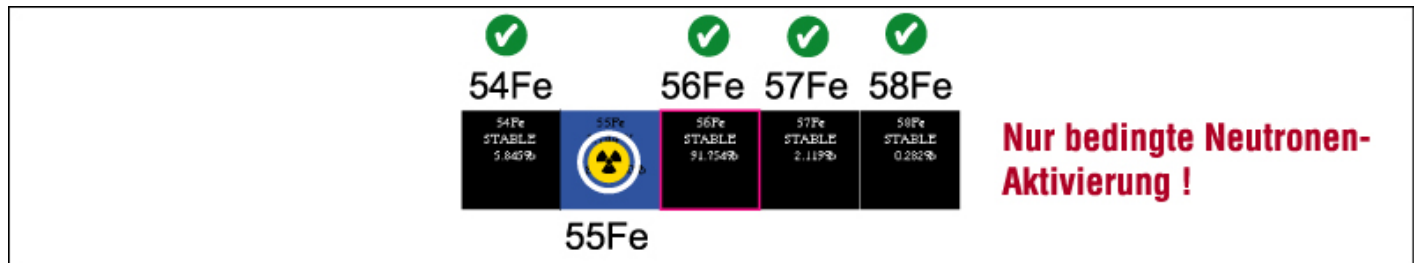 54Fe
56Fe 57Fe 58Fe
54Fe
STABLE
5.845%
55Fe
56Fe
STABLE
91.754%
57Fe
STABLE
2.119%
58Fe
STABLE
0.282%
55Fe
Nur bedingte Neutronen-
Aktivierung !